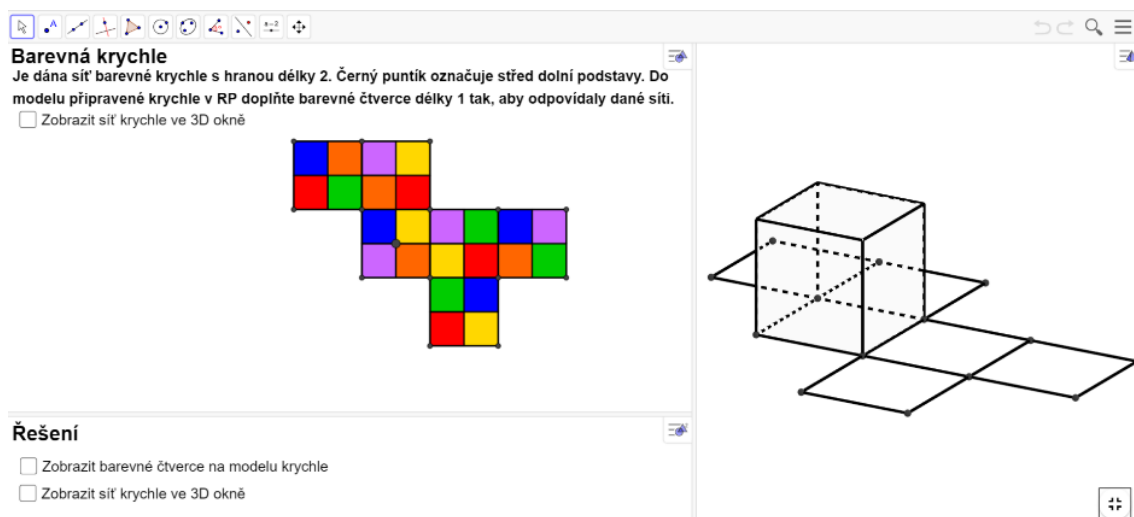 a=2
Barevná krychle
Je dána síť barevné krychle s hranou délky 2. Černý puntík označuje střed dolní podstavy. Do
modelu připravené krychle v RP doplňte barevné čtverce délky 1 tak, aby odpovídaly dané síti.
Zobrazit síť krychle ve 3D okně
Řešení
Zobrazit barevné čtverce na modelu krychle
Zobrazit síť krychle ve 3D okně